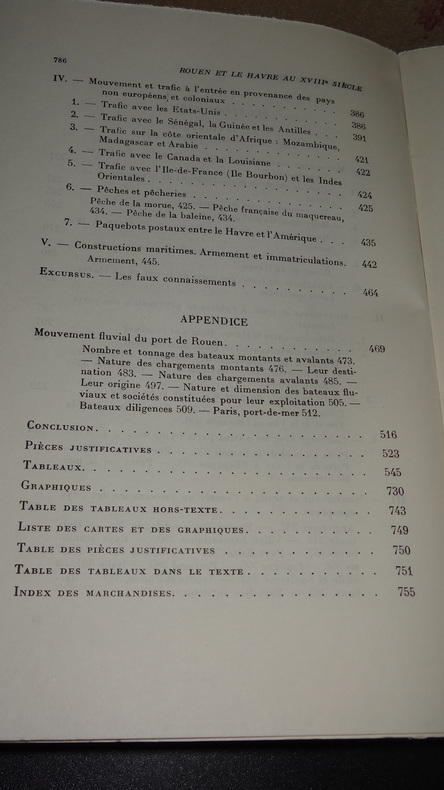 786
ROUEN ET LE HAVRE AU XVIIIe SIÈCLE
IV. — Mouvement et trafic à l'entrée en provenance des pays
non européens et coloniaux . . . . . . . . . . . . 386
1. — Trafic avec les Etats-Unis . . . . . . . . . . . 386
2. — Trafic avec le Sénégal, la Guinée et les Antilles . . . 391
3. — Trafic sur la côte orientale d'Afrique : Mozambique,
Madagascar et Arabie . . . . . . . . . . . . 421
4. — Trafic avec le Canada et la Louisiane . . . . . . . 422
5. — Trafic avec l'Ile-de-France (Ile Bourbon) et les Indes
Orientales . . . . . . . . . . . . . . . . . 424
6. — Pêches et pêcheries . . . . . . . . . . . . . 425
Pêche de la morue, 425. — Pêche française du maquereau,
434. — Pêche de la baleine, 434.
7. — Paquebots postaux entre le Havre et l'Amérique . . . 435
V. — Constructions maritimes. Armement et immatriculations. 442
Armement, 445.
EXCURSUS. — Les faux connaissements . . . . . . . . . . 464
APPENDICE
Mouvement fluvial du port de Rouen. . . . . . . . . . . . 469
Nombre et tonnage des bateaux montants et avalants 473.
— Nature des chargements montants 476. — Leur desti-
nation 483. — Nature des chargements avalants 485. —
Leur origine 497. — Nature et dimension des bateaux flu-
viaux et sociétés constituées pour leur exploitation 505. —
Bateaux diligences 509. — Paris, port-de-mer 512.
CONCLUSION. . . . . . . . . . . . . . . . . . . . 516
PIÈCES JUSTIFICATIVES . . . . . . . . . . . . . . . . 523
TABLEAUX. . . . . . . . . . . . . . . . . . . . . 545
GRAPHIQUES . . . . . . . . . . . . . . . . . . . . 730
TABLE DES TABLEAUX HORS-TEXTE. . . . . . . . . . . . . 743
LISTE DES CARTES ET DES GRAPHIQUES. . . . . . . . . . . 749
TABLE DES PIÈCES JUSTIFICATIVES . . . . . . . . . . . . 750
TABLE DES TABLEAUX DANS LE TEXTE . . . . . . . . . . . 751
INDEX DES MARCHANDISES. . . . . . . . . . . . . . . . 755